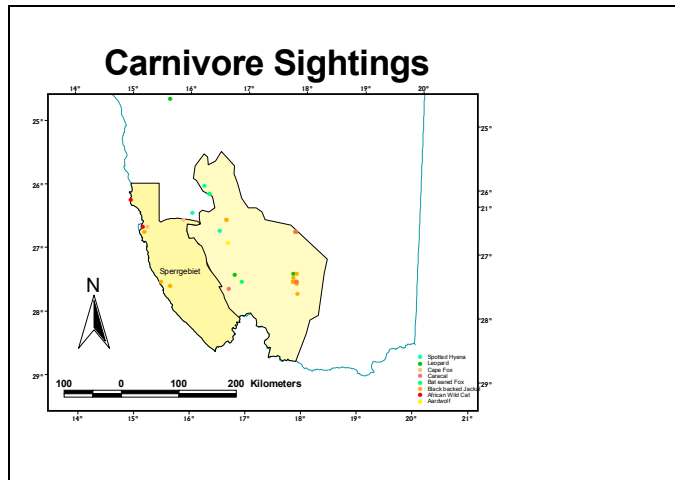 Carnivore Sightings
14° 15° 16° 17° 18° 19° 20°
25° 25°
26° 26°
21°
27° 27°
Sperrgebiet
28° 28°
N
Spotted Hyena
Leopard
Cape Fox
Caracal
Bat eared Fox
Black backed Jackal
African Wild Cat
Aardwolf
29° 29°
100 0 100 200 Kilometers
14° 15° 16° 17° 18° 19° 20° 21°